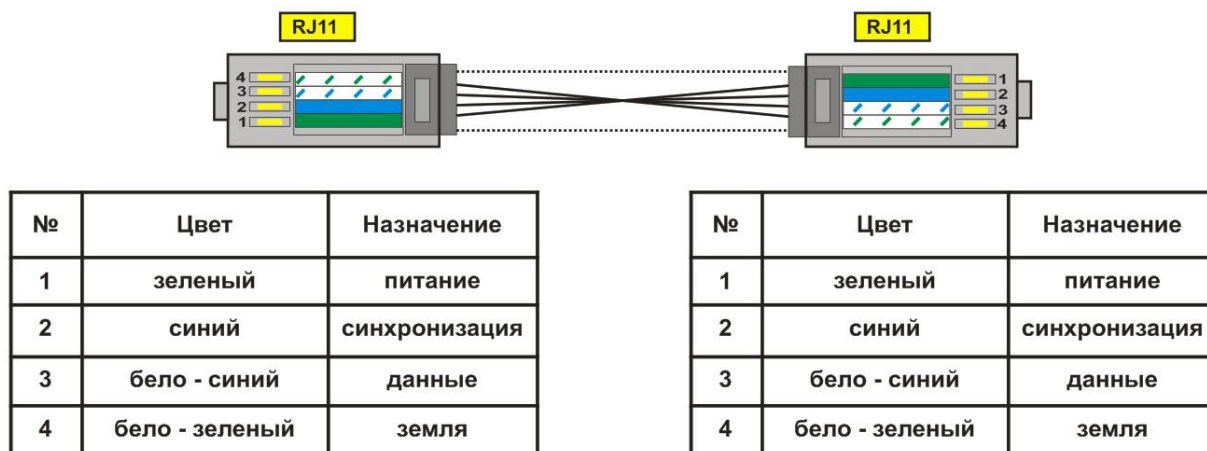 RJ11
RJ11
4
3
2
1
1
2
3
4
№ Цвет Назначение
1 зеленый питание
2 синий синхронизация
3 бело - синий данные
4 бело - зеленый земля
№ Цвет Назначение
1 зеленый питание
2 синий синхронизация
3 бело - синий данные
4 бело - зеленый земля